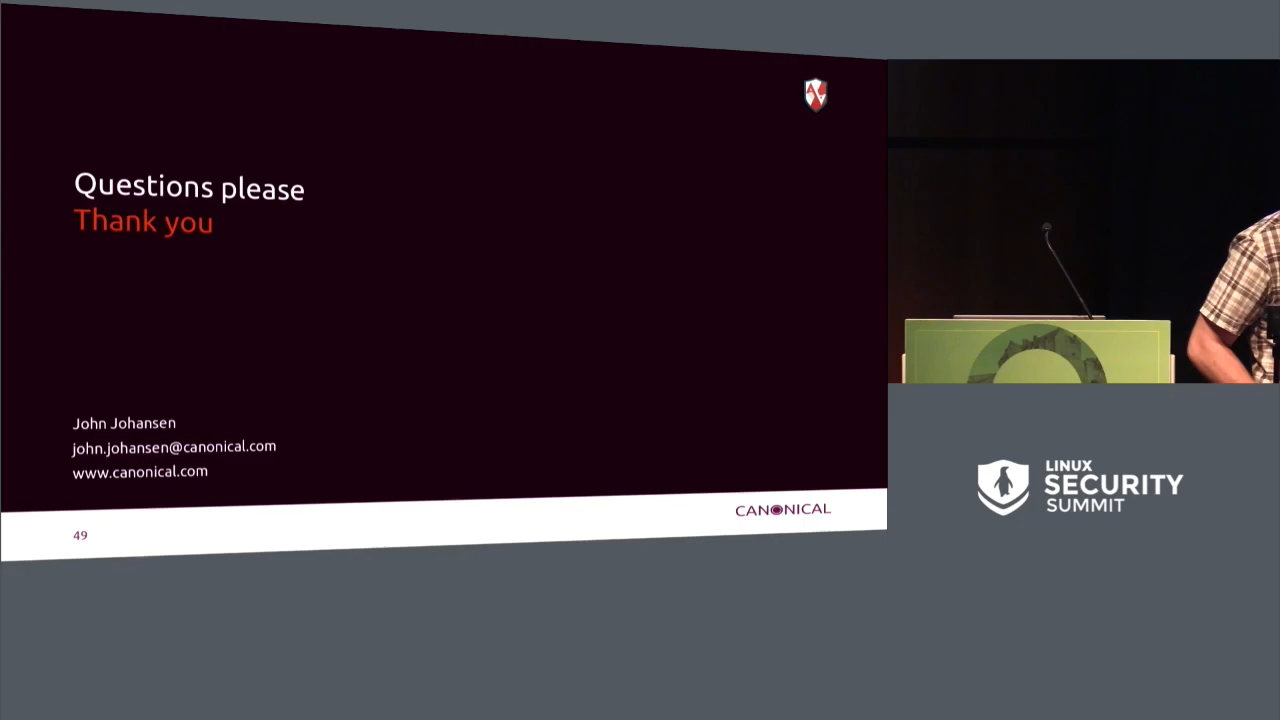 Questions please
Thank you
John Johansen
john.johansen@canonical.com
www.canonical.com
49
CANONICAL
LINUX
SECURITY
SUMMIT